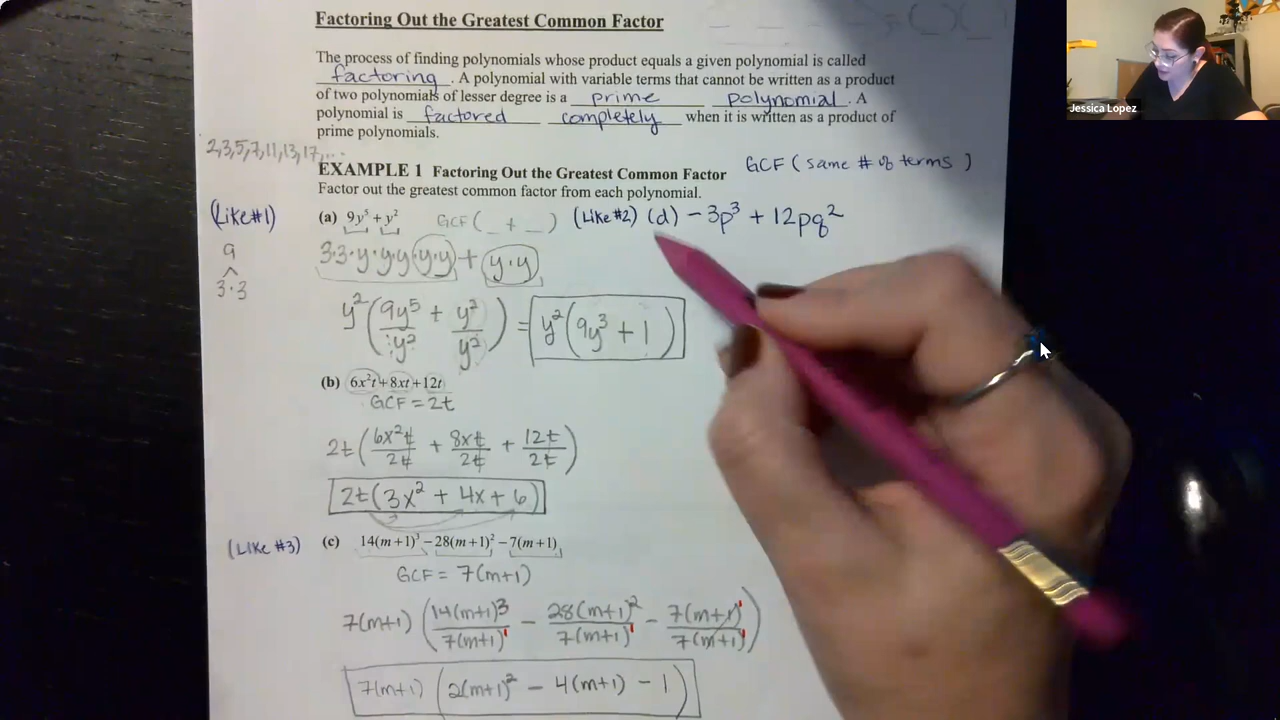 Factoring Out the Greatest Common Factor
The process of finding polynomials whose product equals a given polynomial is called
factoring. A polynomial with variable terms that cannot be written as a product
of two polynomials of lesser degree is a prime polynomial. A
polynomial is factored completely when it is written as a product of
prime polynomials.
Jessica Lopez
2,3,5,7,11,13,17,...
EXAMPLE 1 Factoring Out the Greatest Common Factor
GCF (same # of terms)
Factor out the greatest common factor from each polynomial.
(Like #1)
(a) 9y⁵ + y²
GCF ( _ + _ )
(Like #2) (d) - 3p³ + 12pq²
9
3·3
3·3·y·y·y·y·y + y·y
y² (9y⁵/y² + y²/y²) = y²(9y³ + 1)
(b) 6x²t + 8xt + 12t
GCF = 2t
2t (6x²t/2t + 8xt/2t + 12t/2t)
2t(3x² + 4x + 6)
(Like #3)
(c) 14(m+1)³ − 28(m+1)² − 7(m+1)
GCF = 7(m+1)
7(m+1) (14(m+1)³/7(m+1)¹ − 28(m+1)²/7(m+1)¹ − 7(m+1)¹/7(m+1)¹)
7(m+1) (2(m+1)² − 4(m+1) − 1)